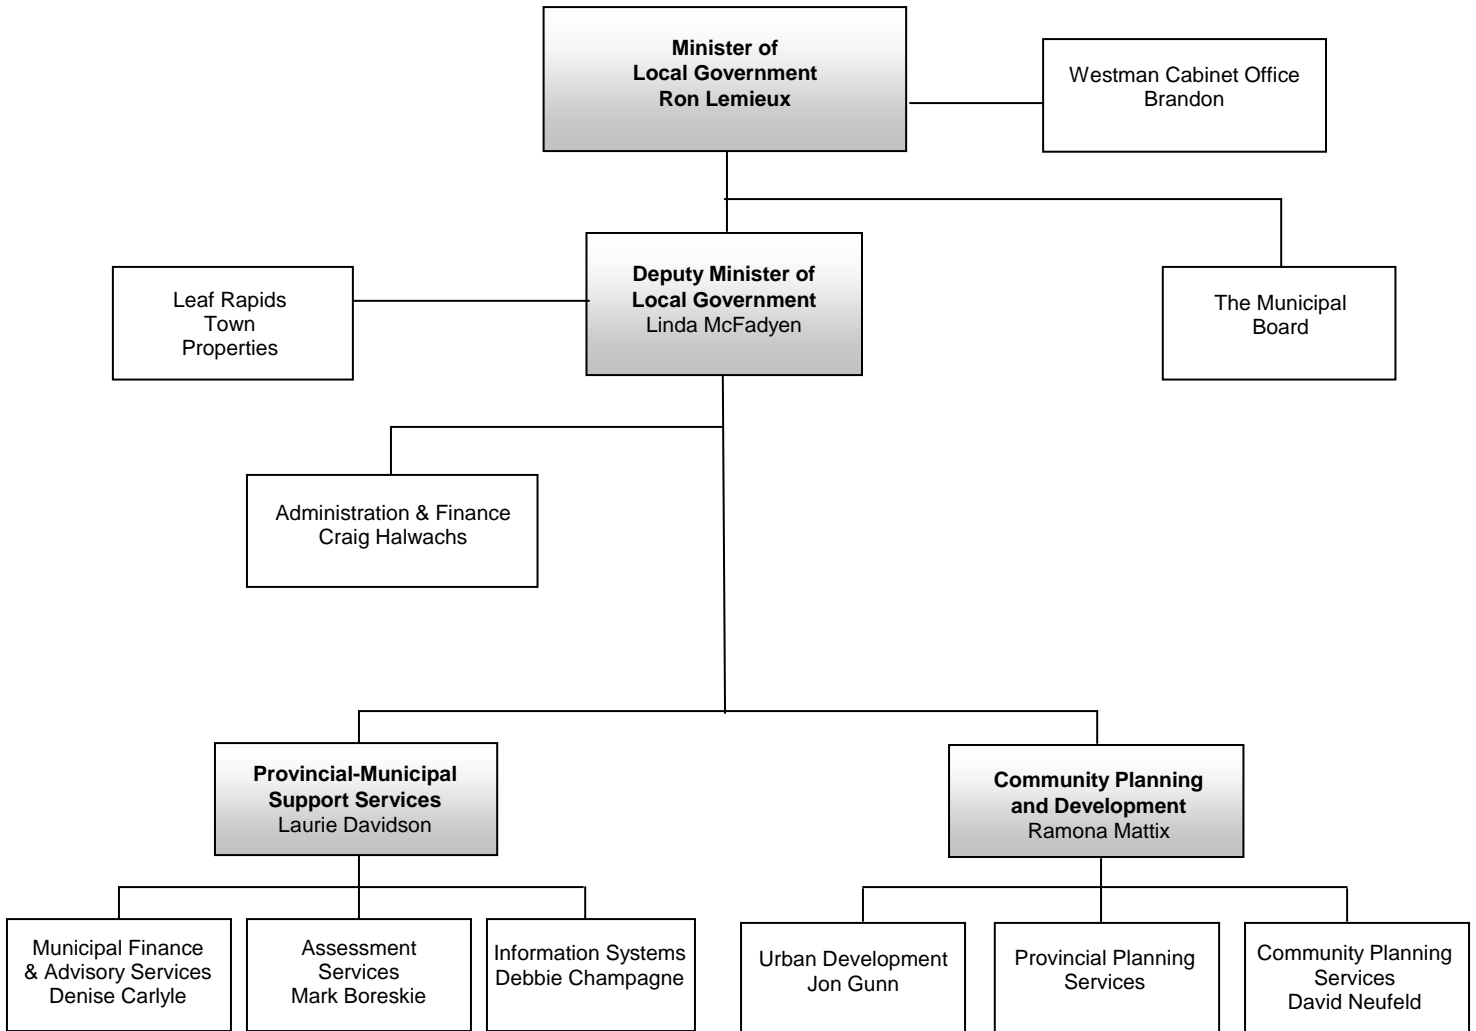 Minister of
Local Government
Ron Lemieux
Westman Cabinet Office
Brandon
Deputy Minister of
Local Government
Linda McFadyen
Leaf Rapids
Town
Properties
The Municipal
Board
Administration & Finance
Craig Halwachs
Provincial-Municipal
Support Services
Laurie Davidson
Community Planning
and Development
Ramona Mattix
Municipal Finance
& Advisory Services
Denise Carlyle
Assessment
Services
Mark Boreskie
Information Systems
Debbie Champagne
Urban Development
Jon Gunn
Provincial Planning
Services
Community Planning
Services
David Neufeld